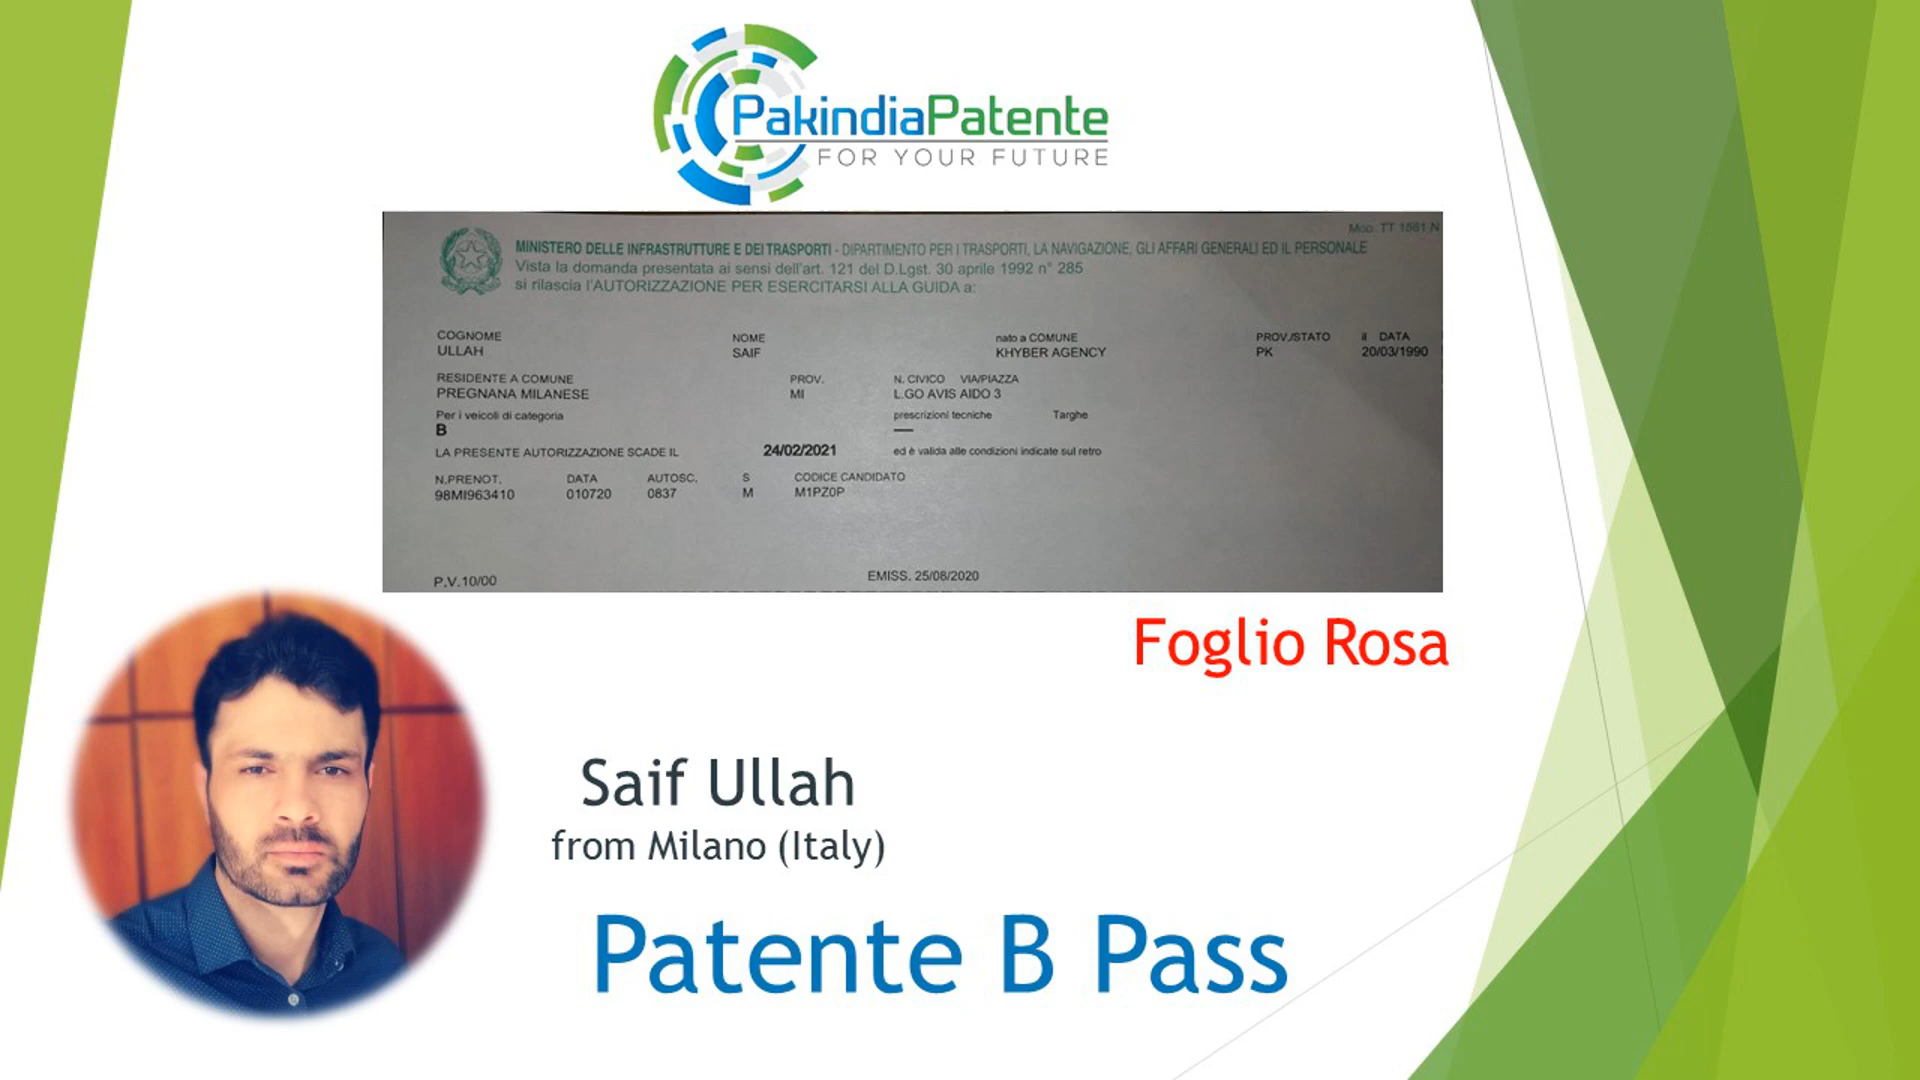 PakindiaPatente
FOR YOUR FUTURE
Mod. TT 1561 N
MINISTERO DELLE INFRASTRUTTURE E DEI TRASPORTI - DIPARTIMENTO PER I TRASPORTI, LA NAVIGAZIONE, GLI AFFARI GENERALI ED IL PERSONALE
Vista la domanda presentata ai sensi dell'art. 121 del D.Lgst. 30 aprile 1992 n° 285
si rilascia l'AUTORIZZAZIONE PER ESERCITARSI ALLA GUIDA a:
COGNOME NOME nato a COMUNE PROV./STATO il DATA
ULLAH SAIF KHYBER AGENCY PK 20/03/1990
RESIDENTE A COMUNE PROV. N. CIVICO VIA/PIAZZA
PREGNANA MILANESE MI L.GO AVIS AIDO 3
Per i veicoli di categoria prescrizioni tecniche Targhe
B —
LA PRESENTE AUTORIZZAZIONE SCADE IL 24/02/2021 ed è valida alle condizioni indicate sul retro
N.PRENOT. DATA AUTOSC. S CODICE CANDIDATO
98MI963410 010720 0837 M M1PZ0P
P.V.10/00 EMISS. 25/08/2020
Foglio Rosa
Saif Ullah
from Milano (Italy)
Patente B Pass